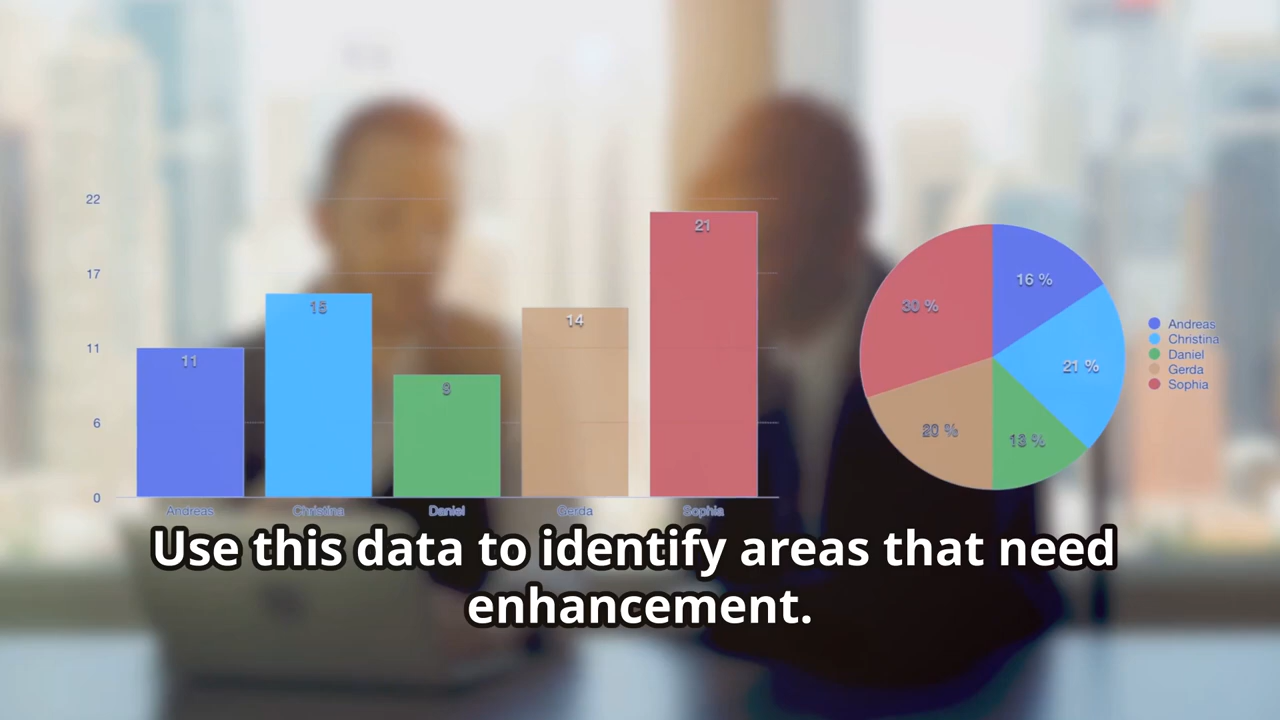 22
17
11
6
0
11
15
9
14
21
Andreas
Christina
Daniel
Gerda
Sophia
16 %
21 %
13 %
20 %
30 %
Andreas
Christina
Daniel
Gerda
Sophia
Use this data to identify areas that need
enhancement.